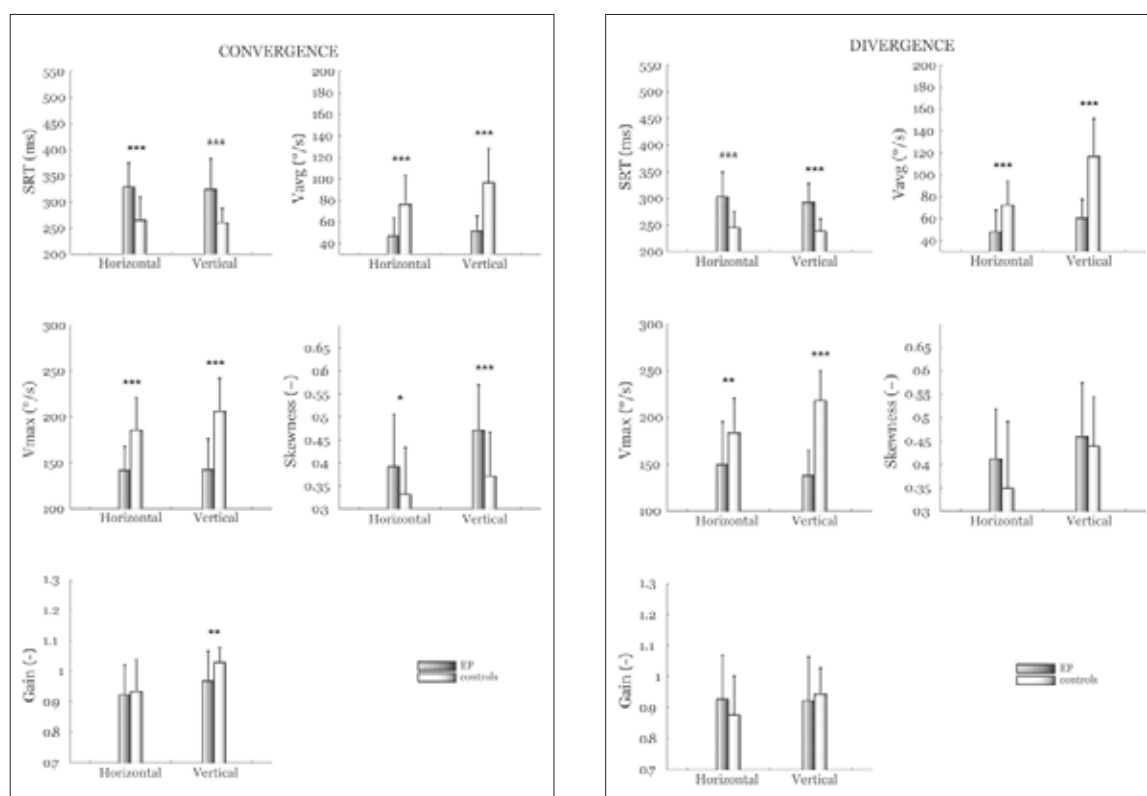 CONVERGENCE
SRT (ms)
550
500
450
400
350
300
250
200
***
***
Horizontal
Vertical
Vavg (°/s)
200
180
160
140
120
100
80
60
40
***
***
Horizontal
Vertical
Vmax (°/s)
300
250
200
150
100
***
***
Horizontal
Vertical
Skewness (–)
0.65
0.6
0.55
0.5
0.45
0.4
0.35
0.3
*
***
Horizontal
Vertical
Gain (-)
1.3
1.2
1.1
1
0.9
0.8
0.7
**
Horizontal
Vertical
EP
controls
DIVERGENCE
SRT (ms)
550
500
450
400
350
300
250
200
***
***
Horizontal
Vertical
Vavg (°/s)
200
180
160
140
120
100
80
60
40
***
***
Horizontal
Vertical
Vmax (°/s)
300
250
200
150
100
**
***
Horizontal
Vertical
Skewness (–)
0.65
0.6
0.55
0.5
0.45
0.4
0.35
0.3
Horizontal
Vertical
Gain (-)
1.3
1.2
1.1
1
0.9
0.8
0.7
Horizontal
Vertical
EP
controls